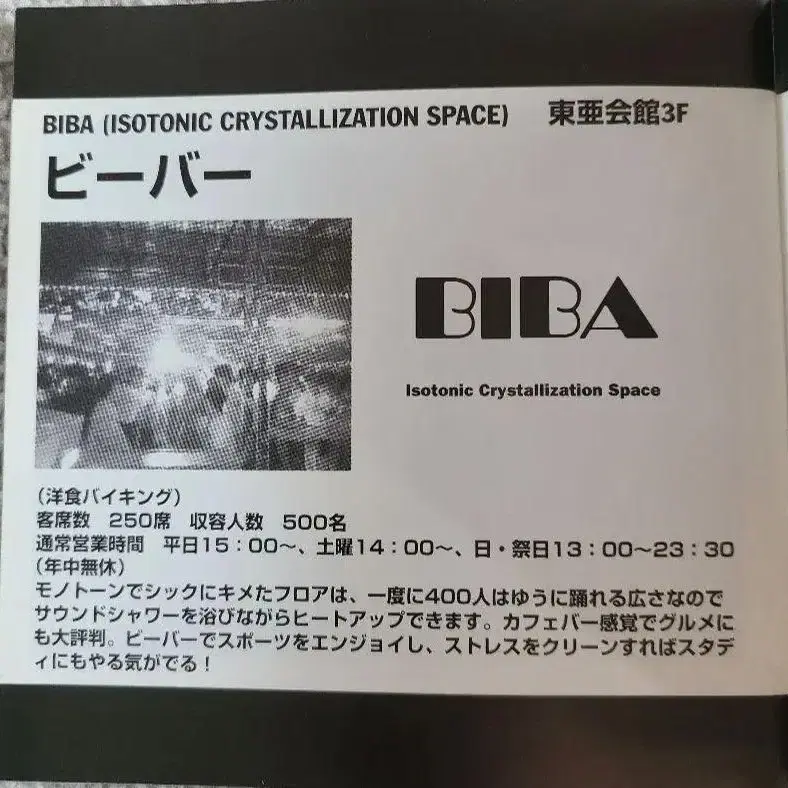 BIBA (ISOTONIC CRYSTALLIZATION SPACE) 東亜会館3F
ビーバー
BIBA
Isotonic Crystallization Space
(洋食バイキング)
客席数 250席 収容人数 500名
通常営業時間 平日15:00~、土曜14:00~、日・祭日13:00~23:30
(年中無休)
モノトーンでシックにキメたフロアは、一度に400人はゆうに踊れる広さなので
サウンドシャワーを浴びながらヒートアップできます。カフェバー感覚でグルメに
も大評判。ビーバーでスポーツをエンジョイし、ストレスをクリーンすればスタデ
ィにもやる気がでる!